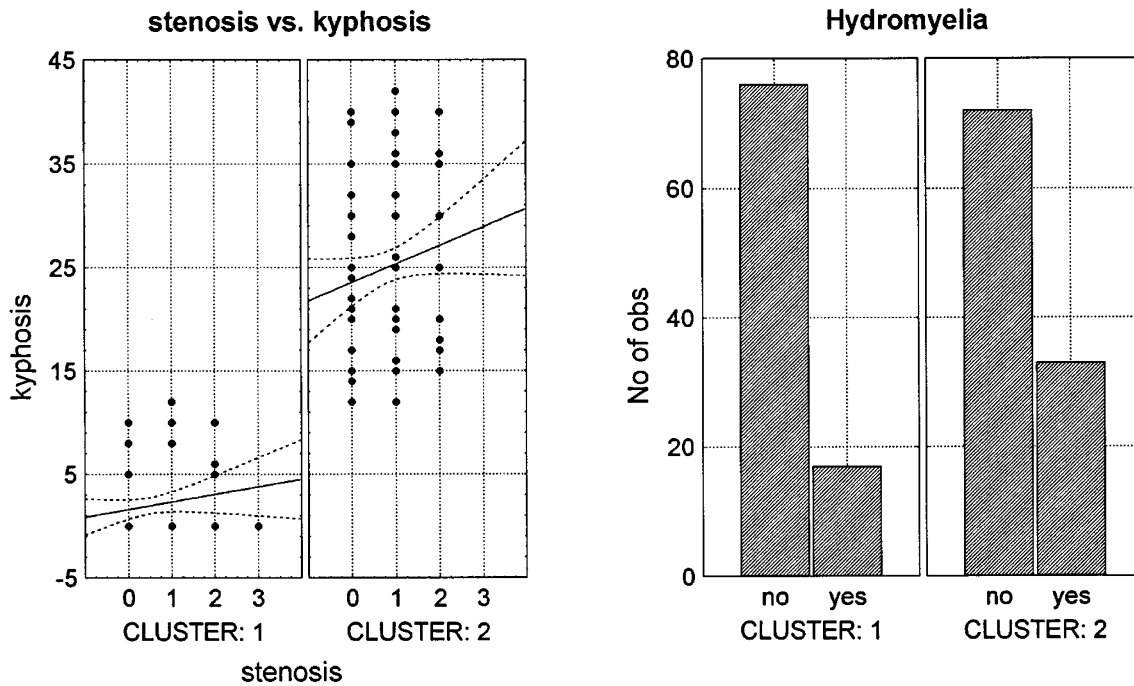 stenosis vs. kyphosis
45
35
25
15
5
-5
kyphosis
0 1 2 3
0 1 2 3
CLUSTER: 1
CLUSTER: 2
stenosis
Hydromyelia
80
60
40
20
0
No of obs
no yes
no yes
CLUSTER: 1
CLUSTER: 2